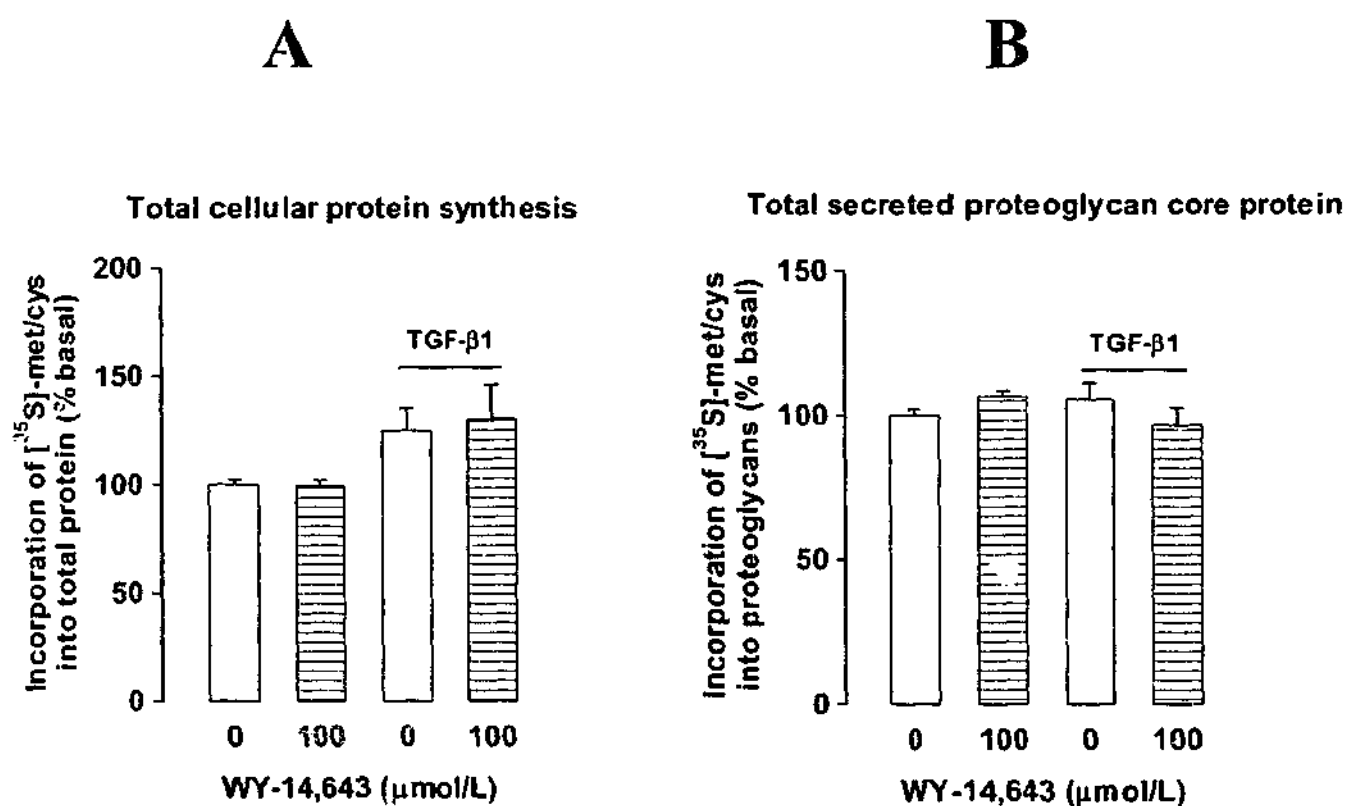 A
Total cellular protein synthesis
Incorporation of [³⁵S]-met/cys
into total protein (% basal)
200
150
100
50
0
TGF-β1
0 100 0 100
WY-14,643 (μmol/L)
B
Total secreted proteoglycan core protein
Incorporation of [³⁵S]-met/cys
into proteoglycans (% basal)
150
100
50
0
TGF-β1
0 100 0 100
WY-14,643 (μmol/L)